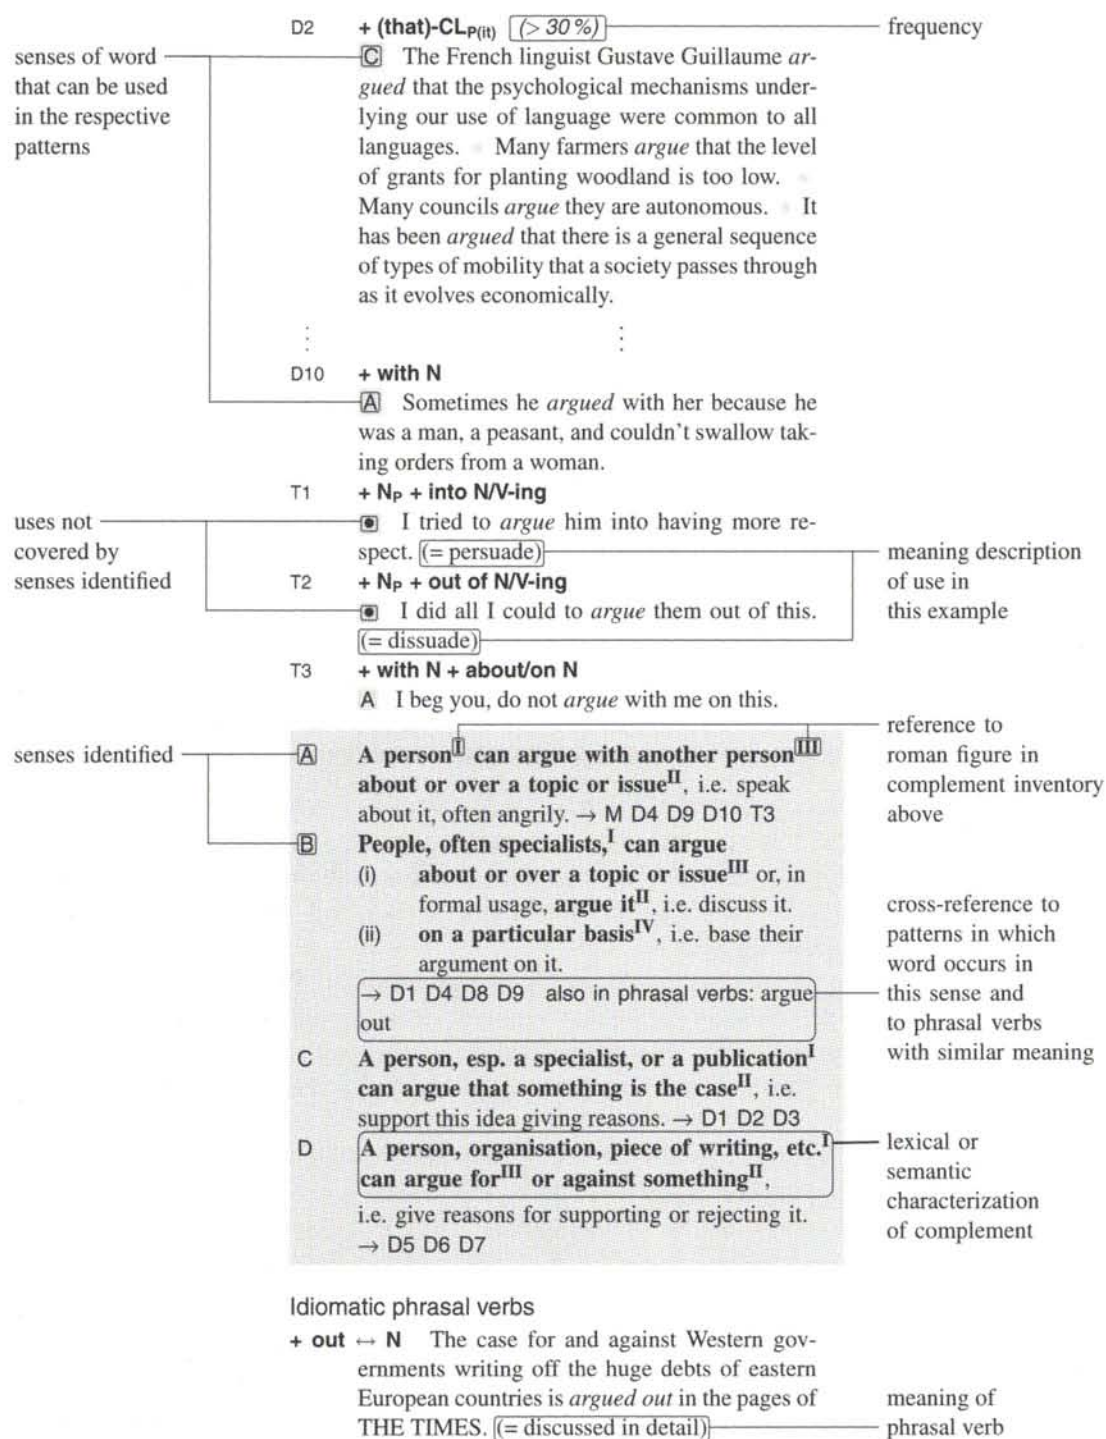 D2 + (that)-CL P(it) (> 30 %) frequency
senses of word
that can be used
in the respective
patterns
C The French linguist Gustave Guillaume ar-
gued that the psychological mechanisms under-
lying our use of language were common to all
languages. Many farmers argue that the level
of grants for planting woodland is too low.
Many councils argue they are autonomous. It
has been argued that there is a general sequence
of types of mobility that a society passes through
as it evolves economically.
D10 + with N
A Sometimes he argued with her because he
was a man, a peasant, and couldn't swallow tak-
ing orders from a woman.
T1 + NP + into N/V-ing
uses not
covered by
senses identified
I tried to argue him into having more re-
spect. (= persuade)
meaning description
of use in
this example
T2 + NP + out of N/V-ing
I did all I could to argue them out of this.
(= dissuade)
T3 + with N + about/on N
A I beg you, do not argue with me on this.
reference to
roman figure in
complement inventory
above
senses identified
A A person I can argue with another person III
about or over a topic or issue II, i.e. speak
about it, often angrily. → M D4 D9 D10 T3
B People, often specialists, I can argue
(i) about or over a topic or issue III or, in
formal usage, argue it II, i.e. discuss it.
(ii) on a particular basis IV, i.e. base their
argument on it.
→ D1 D4 D8 D9 also in phrasal verbs: argue
out
cross-reference to
patterns in which
word occurs in
this sense and
to phrasal verbs
with similar meaning
C A person, esp. a specialist, or a publication I
can argue that something is the case II, i.e.
support this idea giving reasons. → D1 D2 D3
D A person, organisation, piece of writing, etc. I
can argue for III or against something II,
i.e. give reasons for supporting or rejecting it.
→ D5 D6 D7
lexical or
semantic
characterization
of complement
Idiomatic phrasal verbs
+ out ↔ N The case for and against Western gov-
ernments writing off the huge debts of eastern
European countries is argued out in the pages of
THE TIMES. (= discussed in detail)
meaning of
phrasal verb